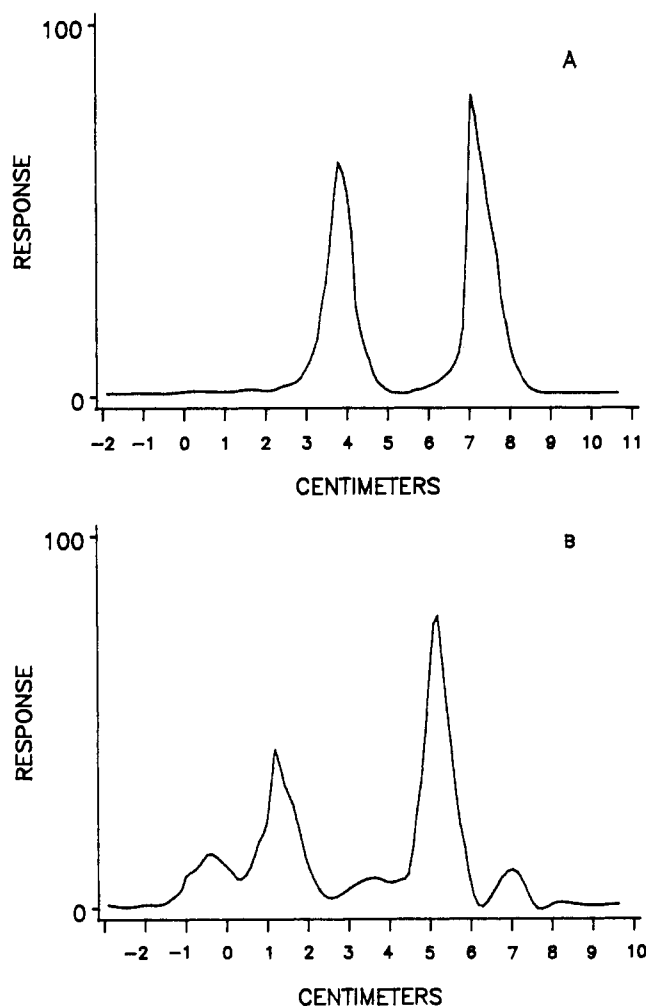 100
A
RESPONSE
0
-2 -1 0 1 2 3 4 5 6 7 8 9 10 11
CENTIMETERS
100
B
RESPONSE
0
-2 -1 0 1 2 3 4 5 6 7 8 9 10
CENTIMETERS